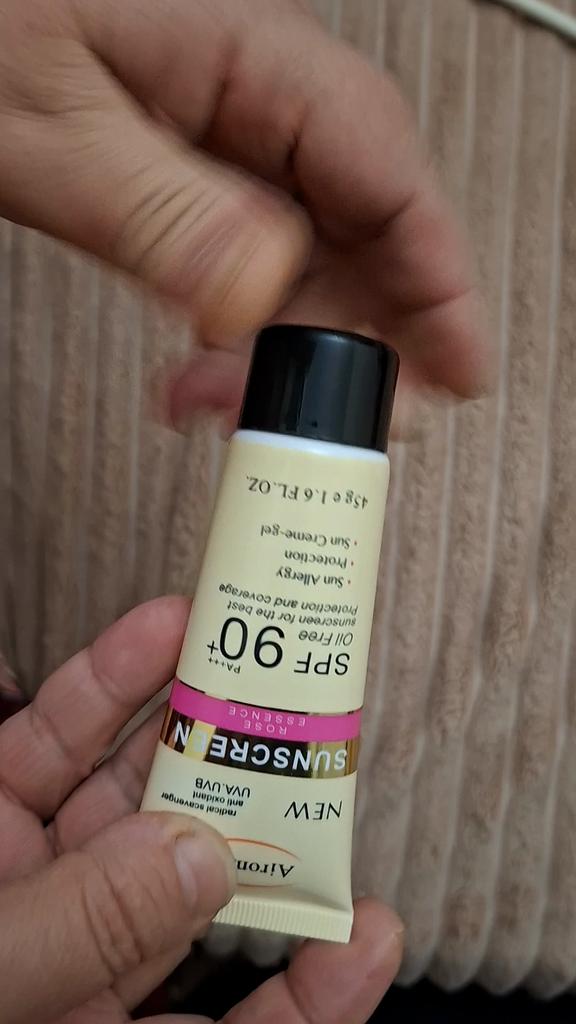 NEW
radical scavenger
anti oxidant
UVA.UVB
SUNSCREEN
ROSE
ESSENCE
SPF 90+
PA+++
Oil Free
sunscreen for the best
Protection and coverage
• Sun Allergy
• Protection
• Sun Creme-gel
45g e 1.6 FL.OZ.